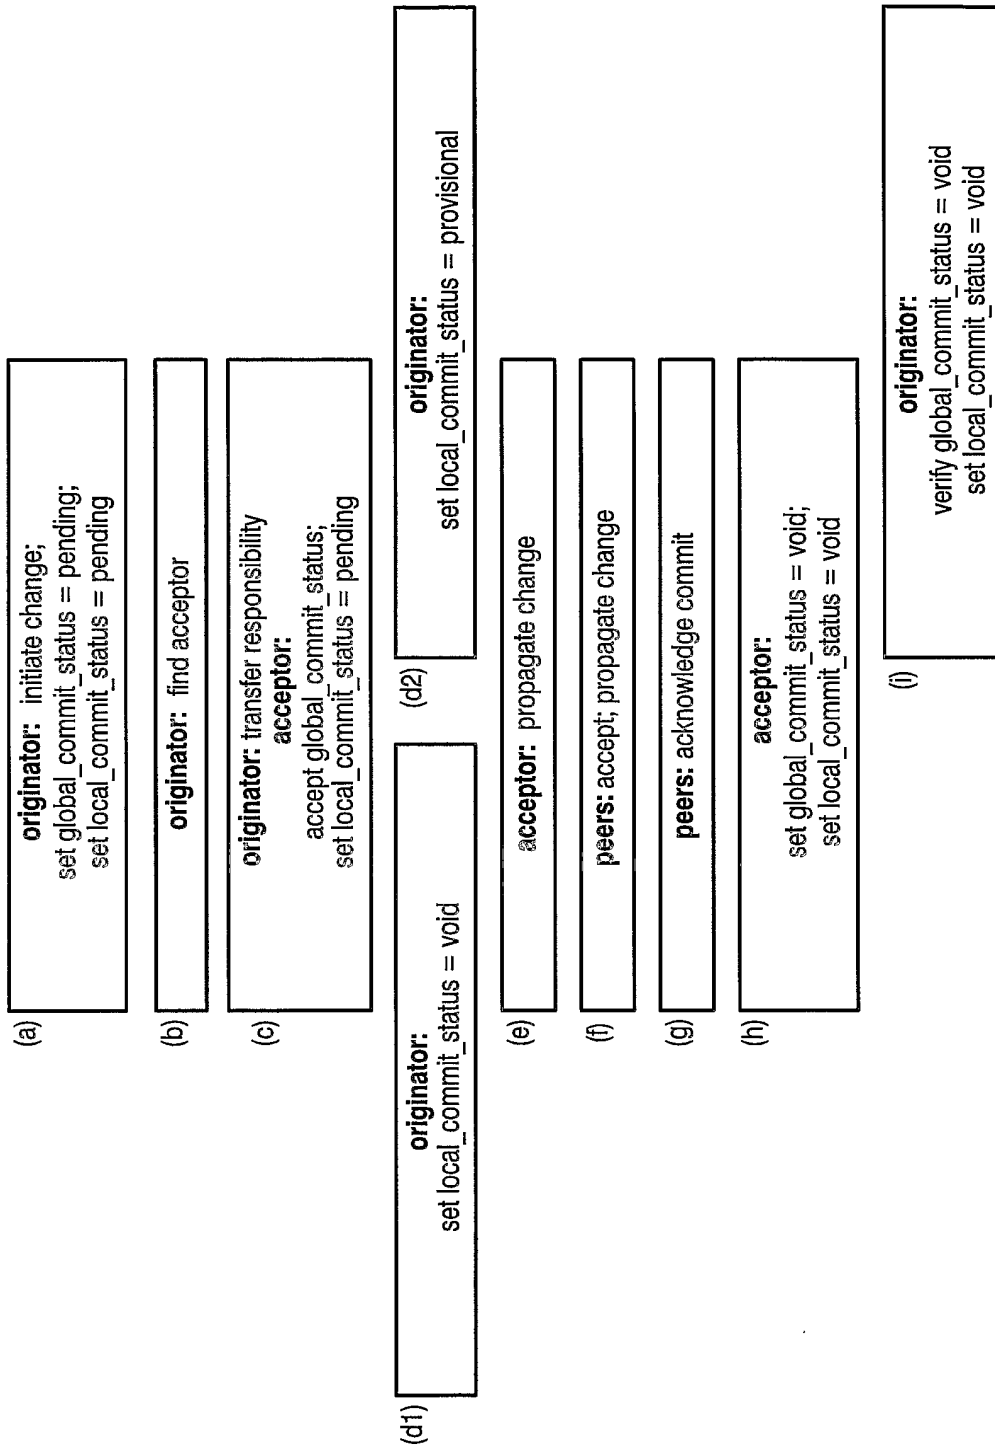 (a)
originator: initiate change;
set global_commit_status = pending;
set local_commit_status = pending
(b)
originator: find acceptor
(c)
originator: transfer responsibility
acceptor:
accept global_commit_status;
set local_commit_status = pending
(d1)
originator:
set local_commit_status = void
(d2)
originator:
set local_commit_status = provisional
(e)
acceptor: propagate change
(f)
peers: accept; propagate change
(g)
peers: acknowledge commit
(h)
acceptor:
set global_commit_status = void;
set local_commit_status = void
(i)
originator:
verify global_commit_status = void
set local_commit_status = void